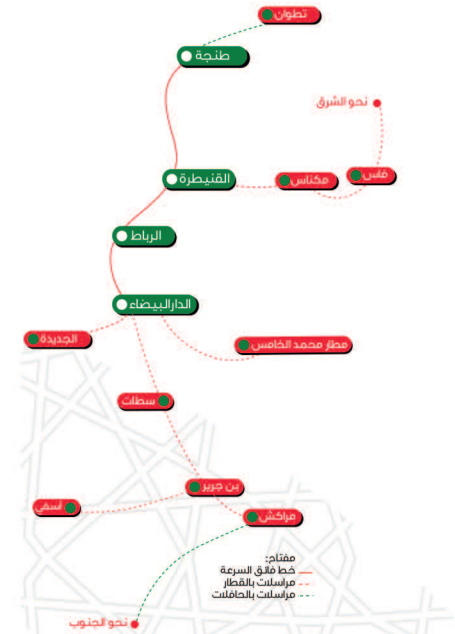 تطوان
طنجة
نحو الشرق
فاس
مكناس
القنيطرة
الرباط
الدارالبيضاء
الجديدة
مطار محمد الخامس
سطات
بن جرير
أسفي
مراكش
مفتاح:
خط فائق السرعة
مراسلات بالقطار
مراسلات بالحافلات
نحو الجنوب